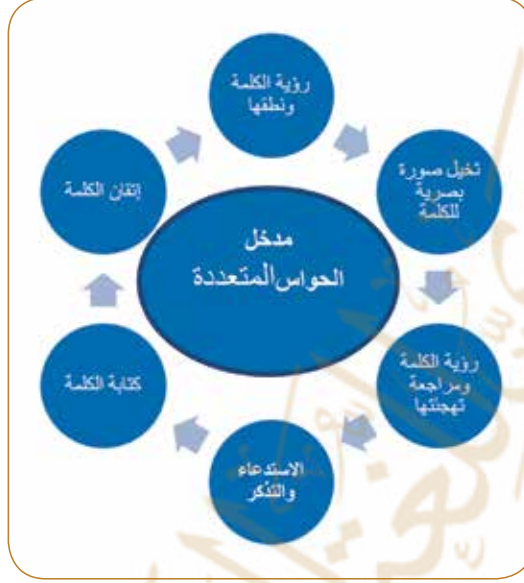 رؤية الكلمة
ونطقها
تخيل صورة
بصرية
للكلمة
رؤية الكلمة
ومراجعة
تهجئتها
الاستدعاء
والتذكر
كتابة الكلمة
إتقان الكلمة
مدخل
الحواس المتعددة